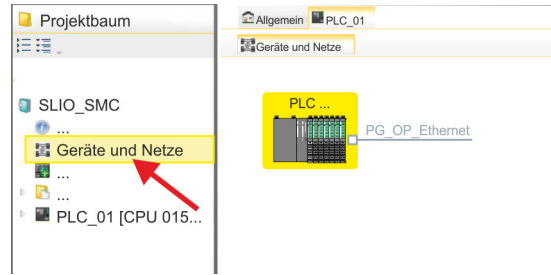 Projektbaum
SLIO_SMC
...
Geräte und Netze
...
...
PLC_01 [CPU 015...
Allgemein PLC_01
Geräte und Netze
PLC ...
PG_OP_Ethernet